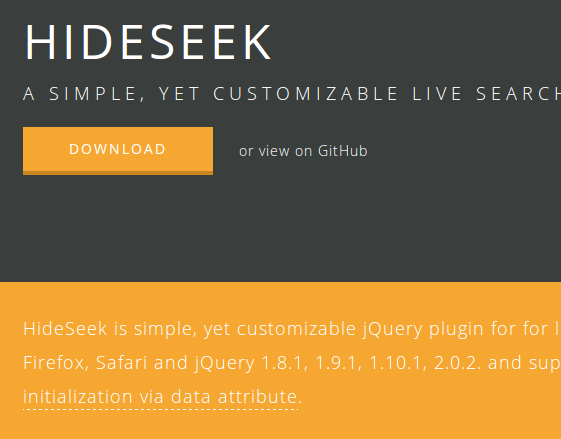 HIDESEEK
A SIMPLE, YET CUSTOMIZABLE LIVE SEARCH
DOWNLOAD
or view on GitHub
HideSeek is simple, yet customizable jQuery plugin for for l
Firefox, Safari and jQuery 1.8.1, 1.9.1, 1.10.1, 2.0.2. and sup
initialization via data attribute.